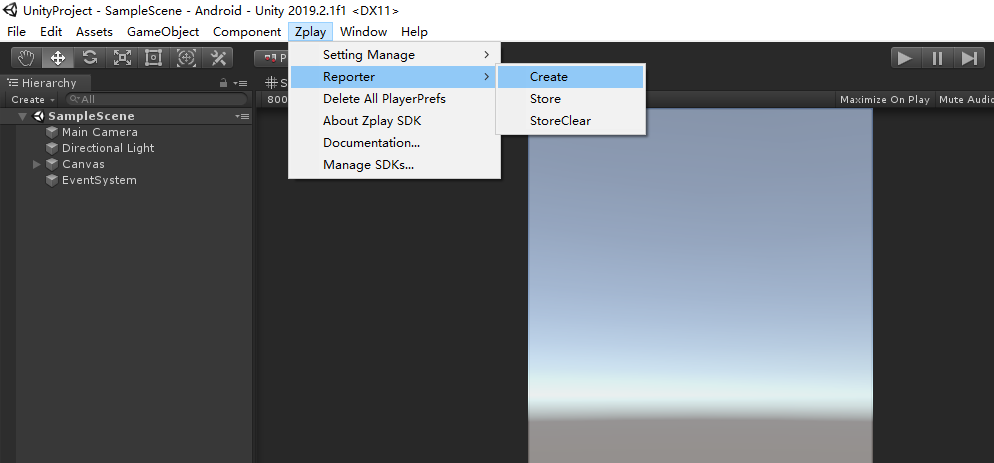 UnityProject - SampleScene - Android - Unity 2019.2.1f1 <DX11>
File Edit Assets GameObject Component Zplay Window Help
Hierarchy
Create
All
SampleScene
Main Camera
Directional Light
Canvas
EventSystem
Setting Manage
Reporter
Delete All PlayerPrefs
About Zplay SDK
Documentation...
Manage SDKs...
Create
Store
StoreClear
Maximize On Play Mute Audio